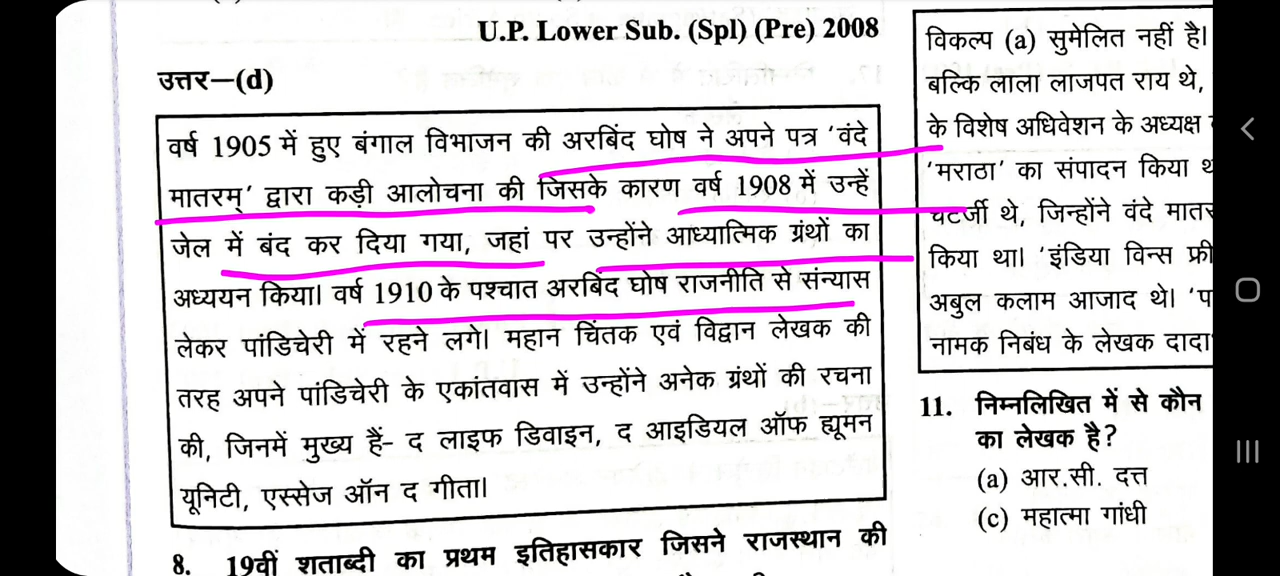 U.P. Lower Sub. (Spl) (Pre) 2008
उत्तर—(d)
वर्ष 1905 में हुए बंगाल विभाजन की अरबिंद घोष ने अपने पत्र 'वंदे
मातरम्' द्वारा कड़ी आलोचना की जिसके कारण वर्ष 1908 में उन्हें
जेल में बंद कर दिया गया, जहां पर उन्होंने आध्यात्मिक ग्रंथों का
अध्ययन किया। वर्ष 1910 के पश्चात अरबिंद घोष राजनीति से संन्यास
लेकर पांडिचेरी में रहने लगे। महान चिंतक एवं विद्वान लेखक की
तरह अपने पांडिचेरी के एकांतवास में उन्होंने अनेक ग्रंथों की रचना
की, जिनमें मुख्य हैं- द लाइफ डिवाइन, द आइडियल ऑफ ह्यूमन
यूनिटी, एस्सेज ऑन द गीता।
8. 19वीं शताब्दी का प्रथम इतिहासकार जिसने राजस्थान की
विकल्प (a) सुमेलित नहीं है।
बल्कि लाला लाजपत राय थे,
के विशेष अधिवेशन के अध्यक्ष
'मराठा' का संपादन किया
चटर्जी थे, जिन्होंने वंदे
किया था। 'इंडिया विन्स फ्री
अबुल कलाम आजाद थे।
नामक निबंध के लेखक दादा
11. निम्नलिखित में से कौन
का लेखक है?
(a) आर.सी. दत्त
(c) महात्मा गांधी